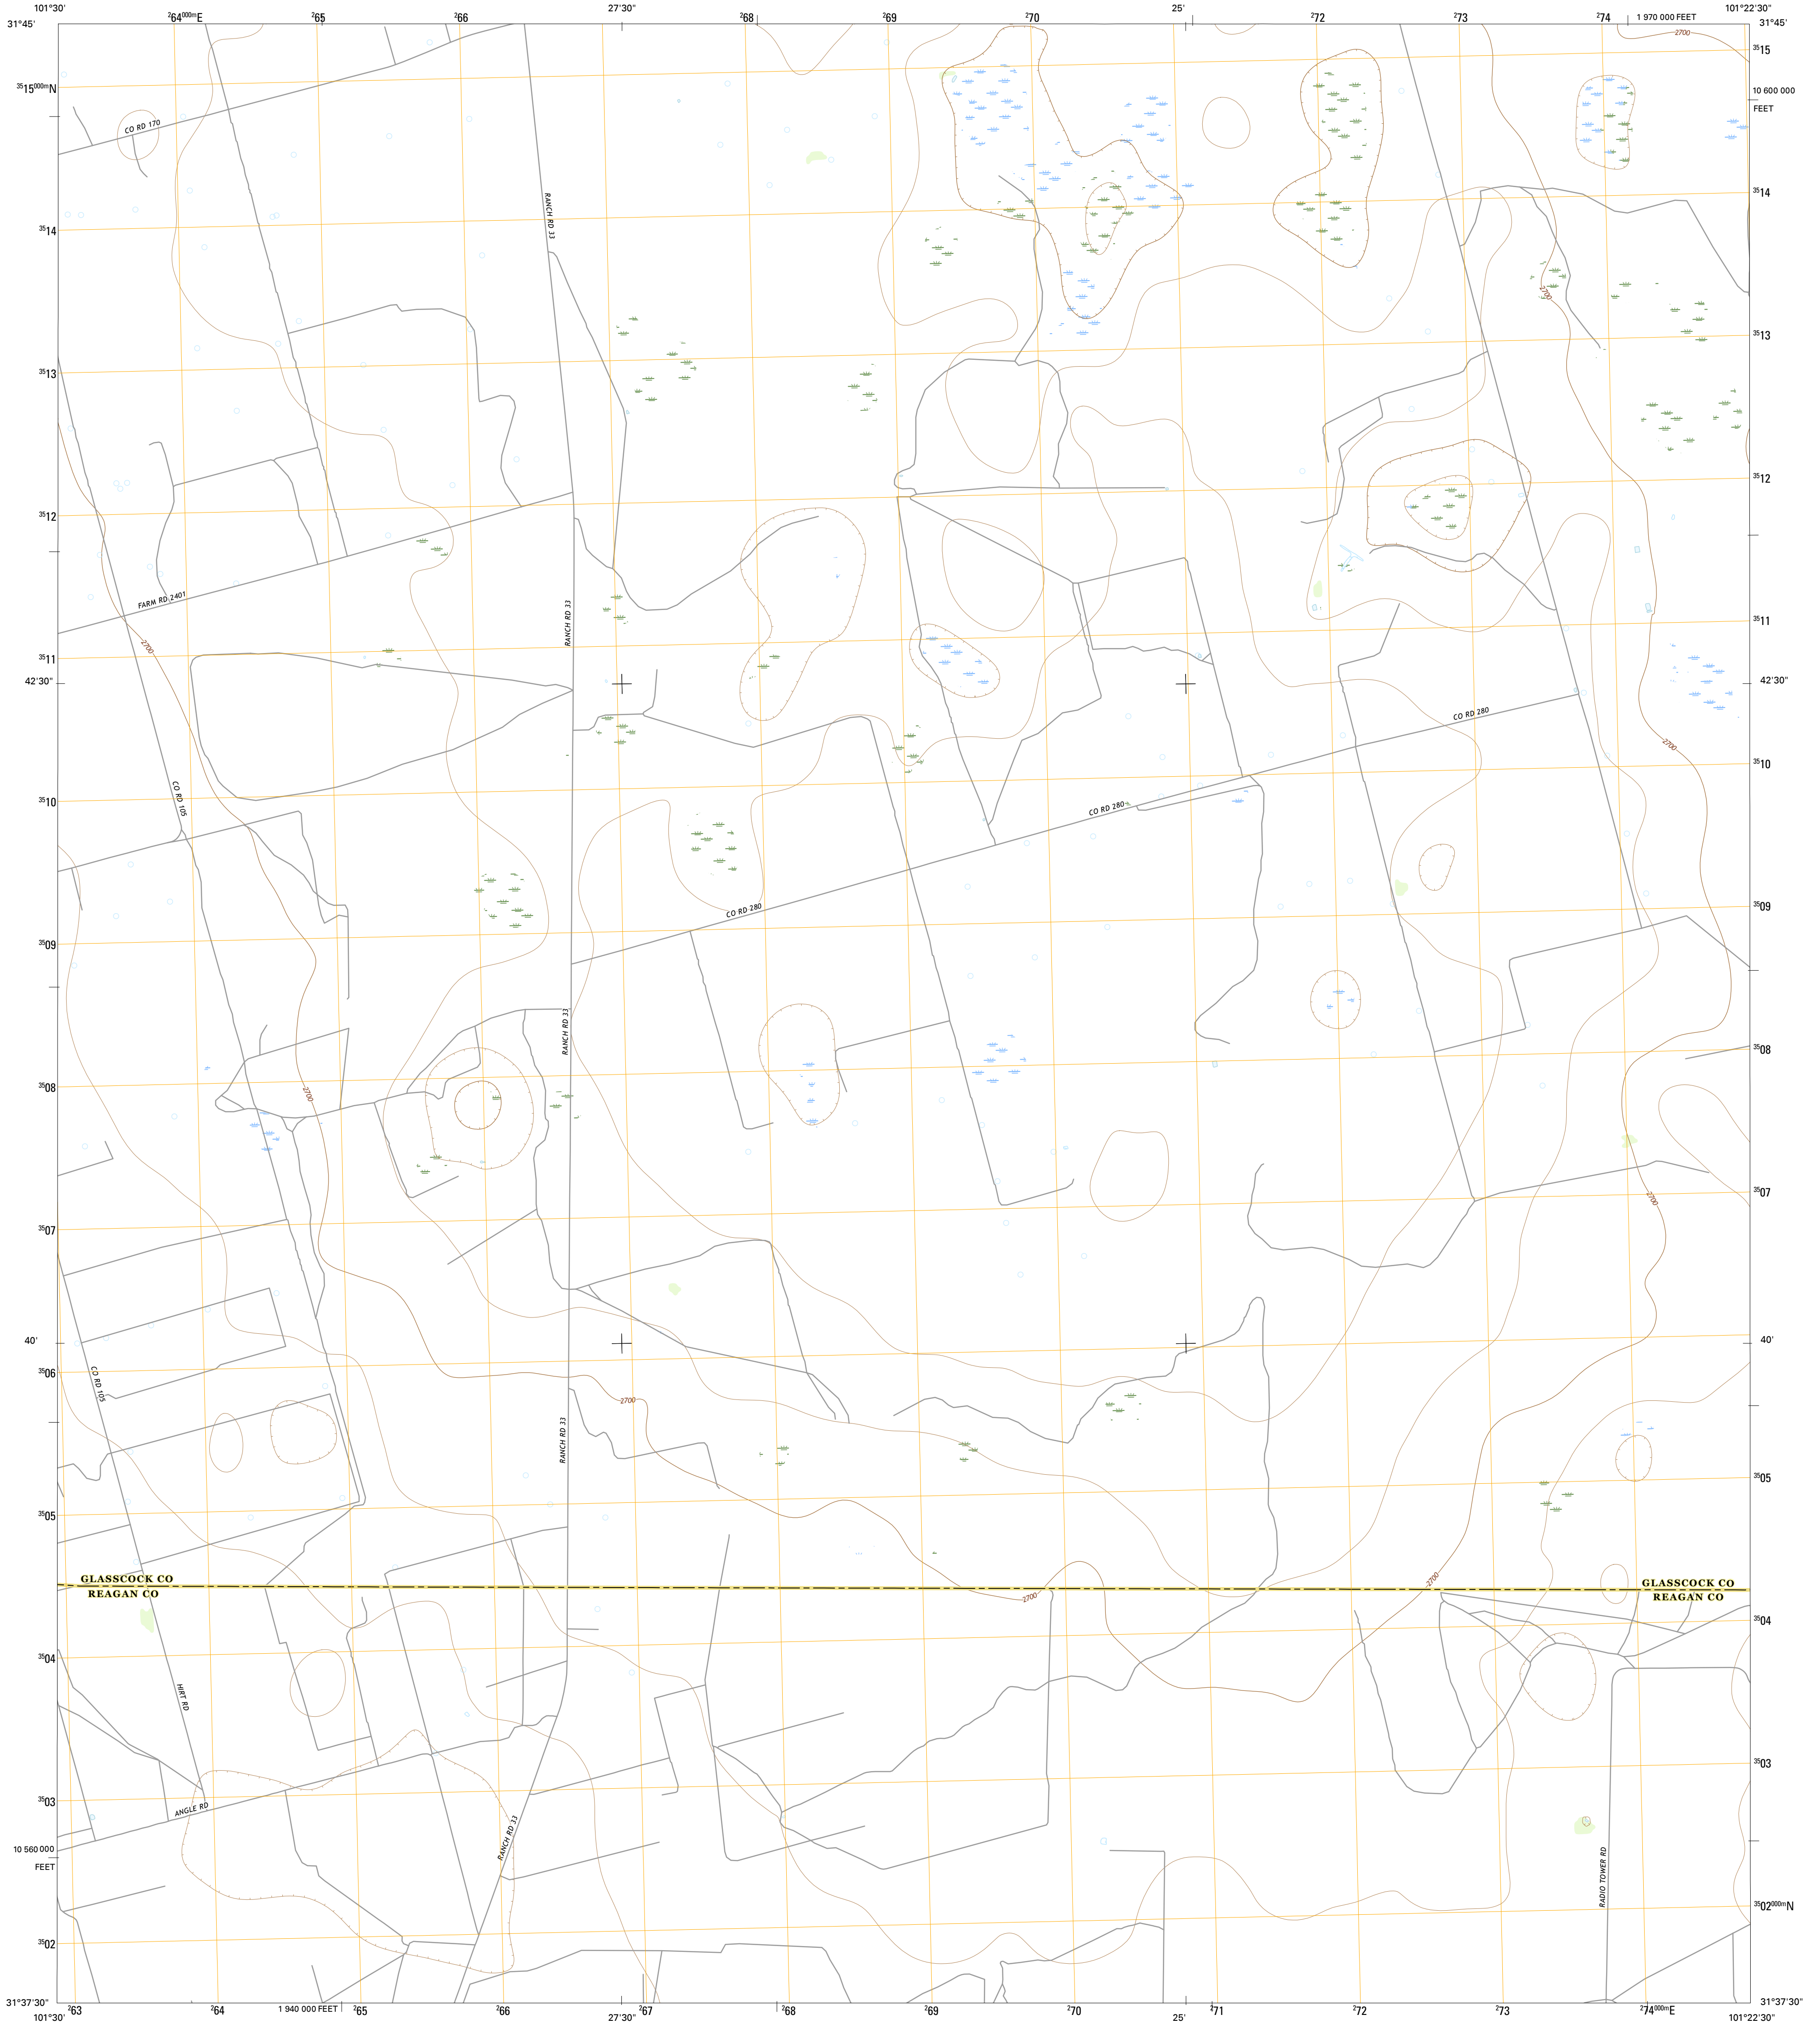 101°30' ²64⁰⁰⁰ᵐE ²65 ²66 27'30" ²68 ²69 ²70 25' ²72 ²73 ²74 1 970 000 FEET 101°22'30"
31°45' 31°45'
2700
³⁵15
³⁵15⁰⁰⁰ᵐN
10 600 000
FEET
CO RD 170
³⁵14
RANCH RD 33
³⁵14
2700
³⁵13
³⁵13
³⁵12
³⁵12
FARM RD 2401
RANCH RD 33
³⁵11
2700
³⁵11
42'30" 42'30"
CO RD 280
2700
³⁵10
CO RD 105
³⁵10
CO RD 280
CO RD 280
³⁵09
³⁵09
RANCH RD 33
³⁵08
³⁵08
2700
³⁵07
2700
³⁵07
40' 40'
³⁵06
CO RD 105
2700
RANCH RD 33
³⁵05
³⁵05
GLASSCOCK CO
REAGAN CO
2700
2700
GLASSCOCK CO
REAGAN CO
³⁵04
³⁵04
HIRT RD
³⁵03
³⁵03
ANGLE RD
RANCH RD 33
10 560 000
FEET
RADIO TOWER RD
³⁵02⁰⁰⁰ᵐN
³⁵02
31°37'30" 31°37'30"
²63 ²64 1 940 000 FEET ²65 ²66 ²67 ²68 ²69 ²70 ²71 ²72 ²73 ²74⁰⁰⁰ᵐE
101°30' 27'30" 25' 101°22'30"